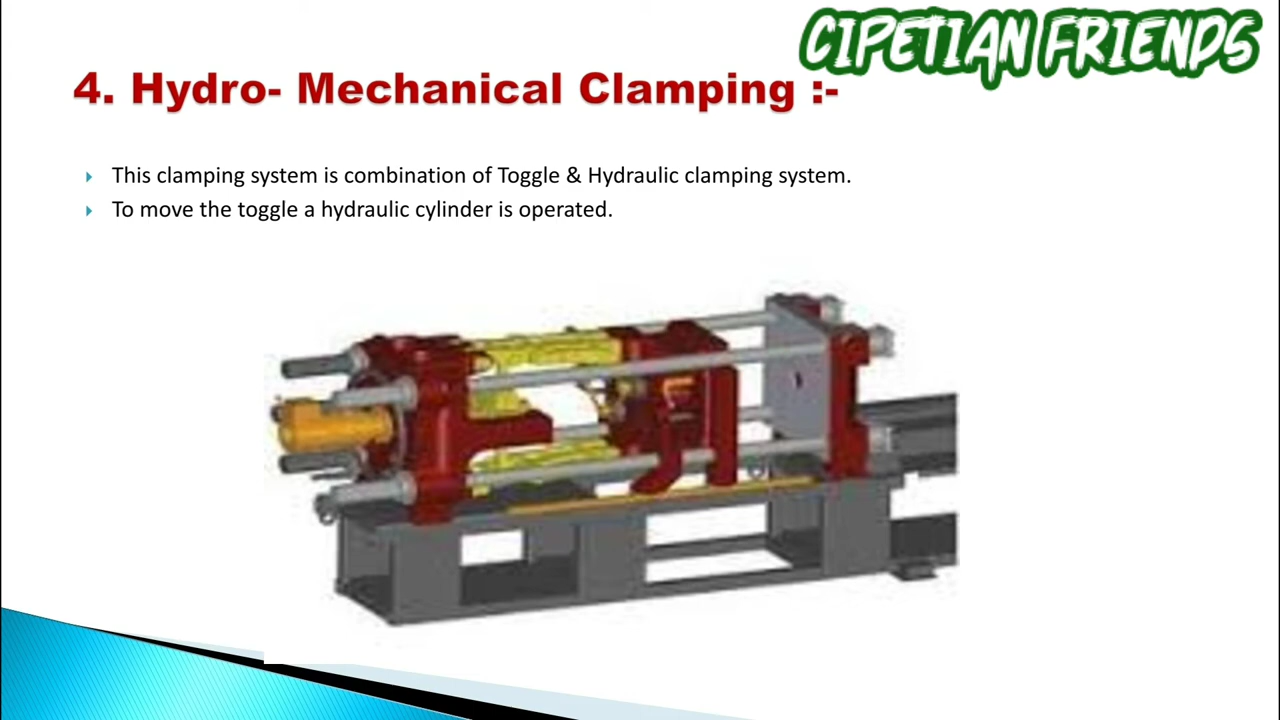 CIPETIAN FRIENDS
4. Hydro- Mechanical Clamping :-
This clamping system is combination of Toggle & Hydraulic clamping system.
To move the toggle a hydraulic cylinder is operated.